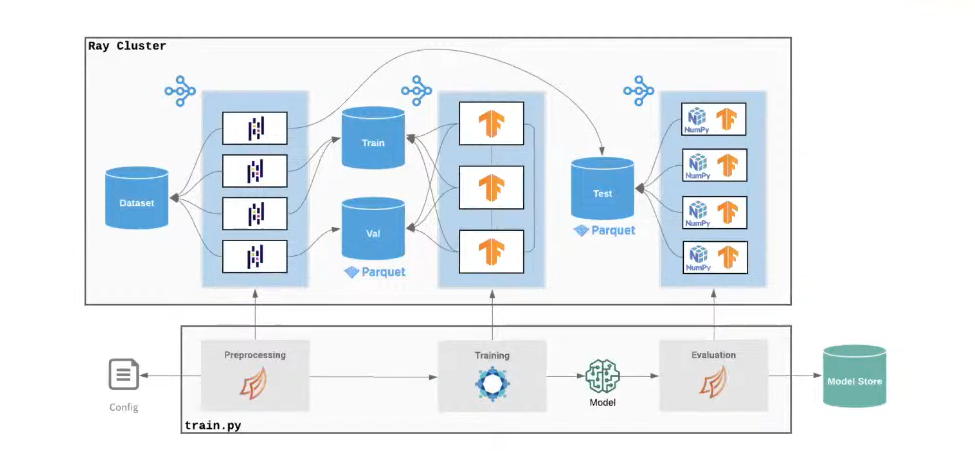 Ray Cluster
Dataset
Train
Val
Parquet
Test
Parquet
NumPy
NumPy
NumPy
NumPy
Preprocessing
Training
Evaluation
Config
Model
Model Store
train.py